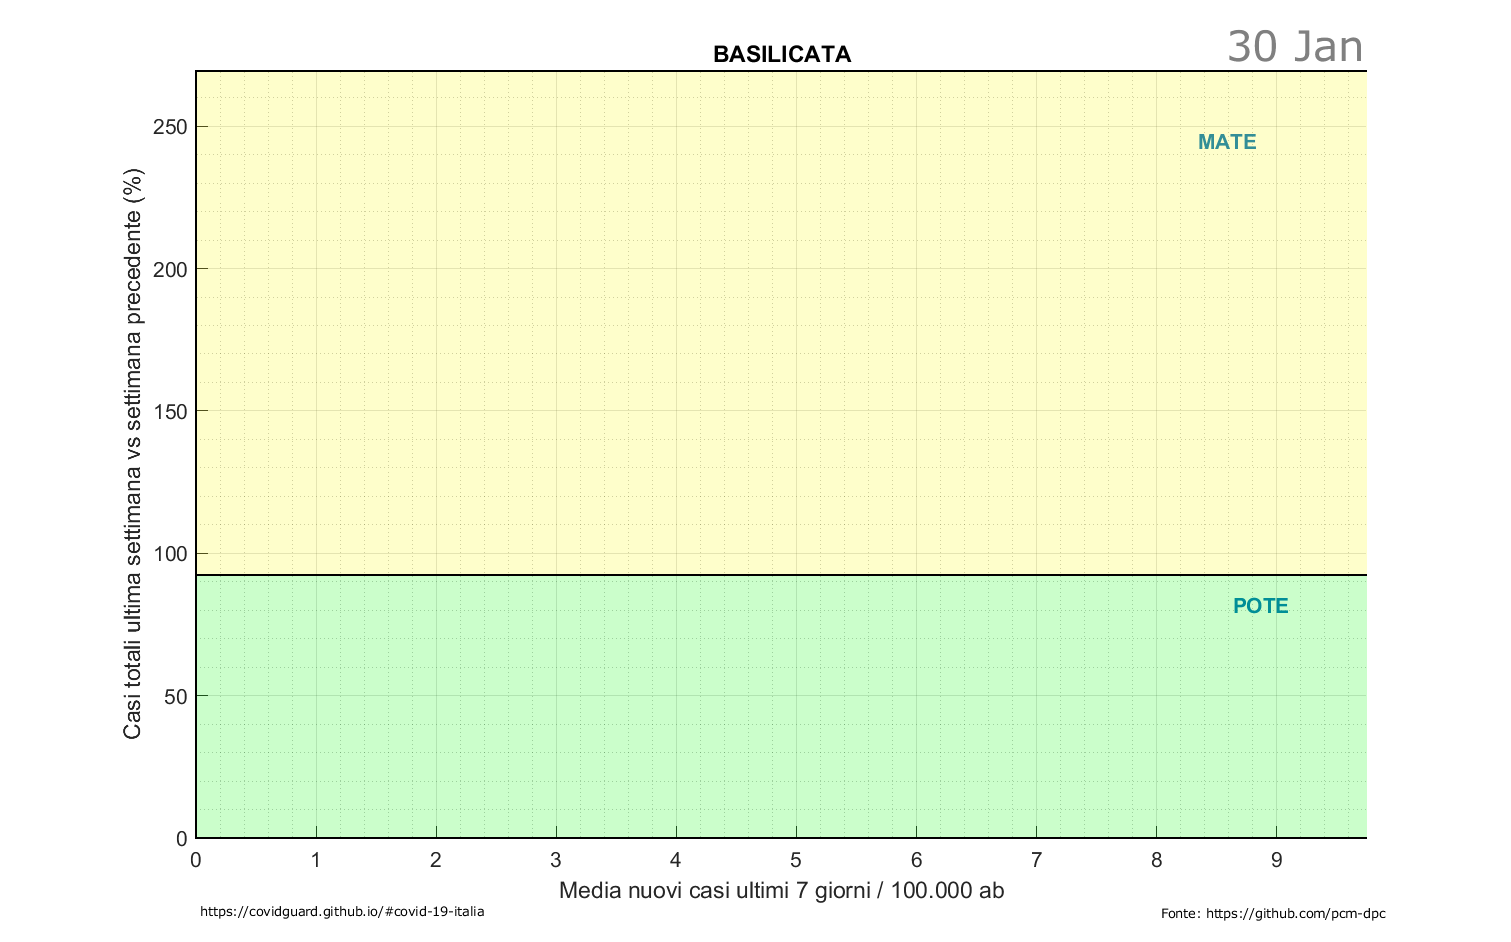 30 Jan
BASILICATA
Casi totali ultima settimana vs settimana precedente (%)
250
200
150
100
50
0
MATE
POTE
0 1 2 3 4 5 6 7 8 9
Media nuovi casi ultimi 7 giorni / 100.000 ab
https://covidguard.github.io/#covid-19-italia
Fonte: https://github.com/pcm-dpc